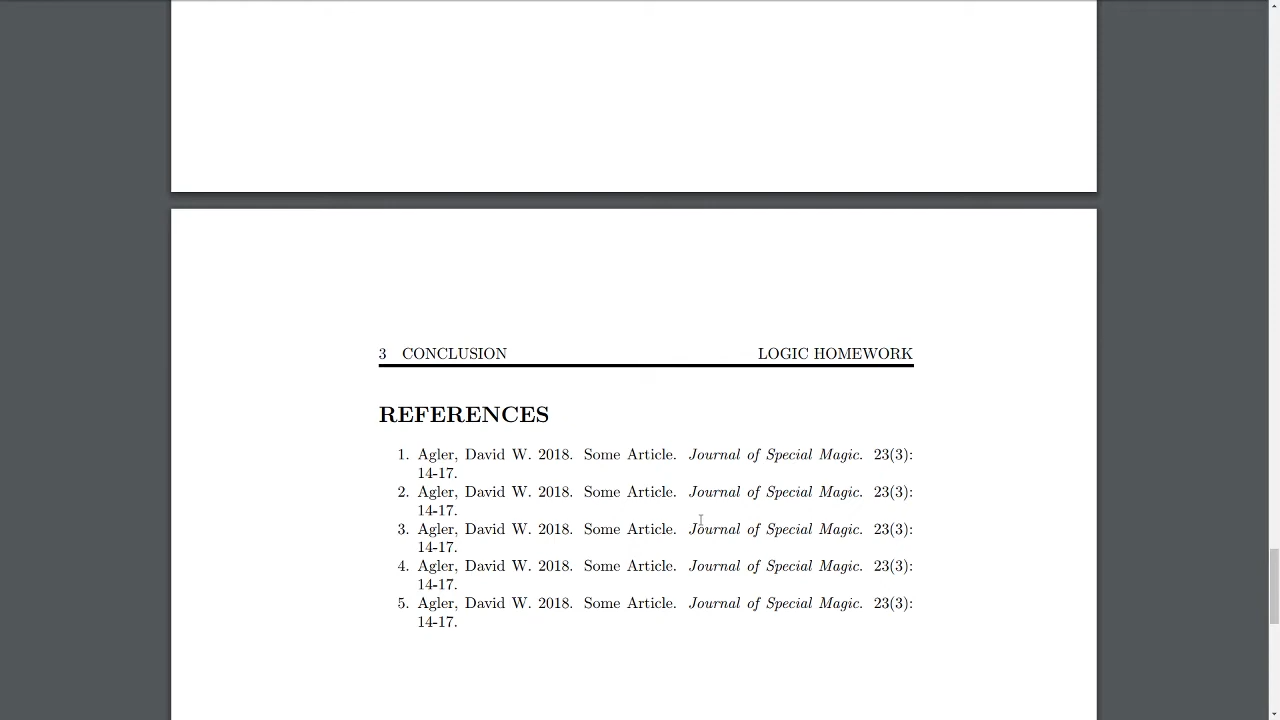 3 CONCLUSION LOGIC HOMEWORK
REFERENCES
1. Agler, David W. 2018. Some Article. Journal of Special Magic. 23(3):
14-17.
2. Agler, David W. 2018. Some Article. Journal of Special Magic. 23(3):
14-17.
3. Agler, David W. 2018. Some Article. Journal of Special Magic. 23(3):
14-17.
4. Agler, David W. 2018. Some Article. Journal of Special Magic. 23(3):
14-17.
5. Agler, David W. 2018. Some Article. Journal of Special Magic. 23(3):
14-17.